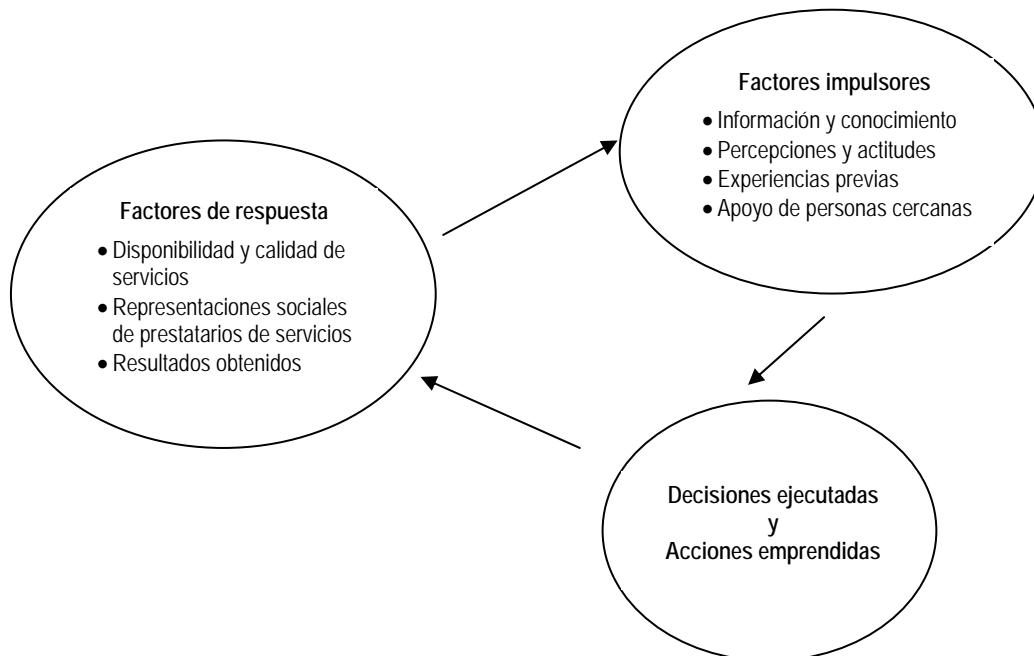 Factores impulsores
• Información y conocimiento
• Percepciones y actitudes
• Experiencias previas
• Apoyo de personas cercanas
Factores de respuesta
• Disponibilidad y calidad de
servicios
• Representaciones sociales
de prestatarios de servicios
• Resultados obtenidos
Decisiones ejecutadas
y
Acciones emprendidas